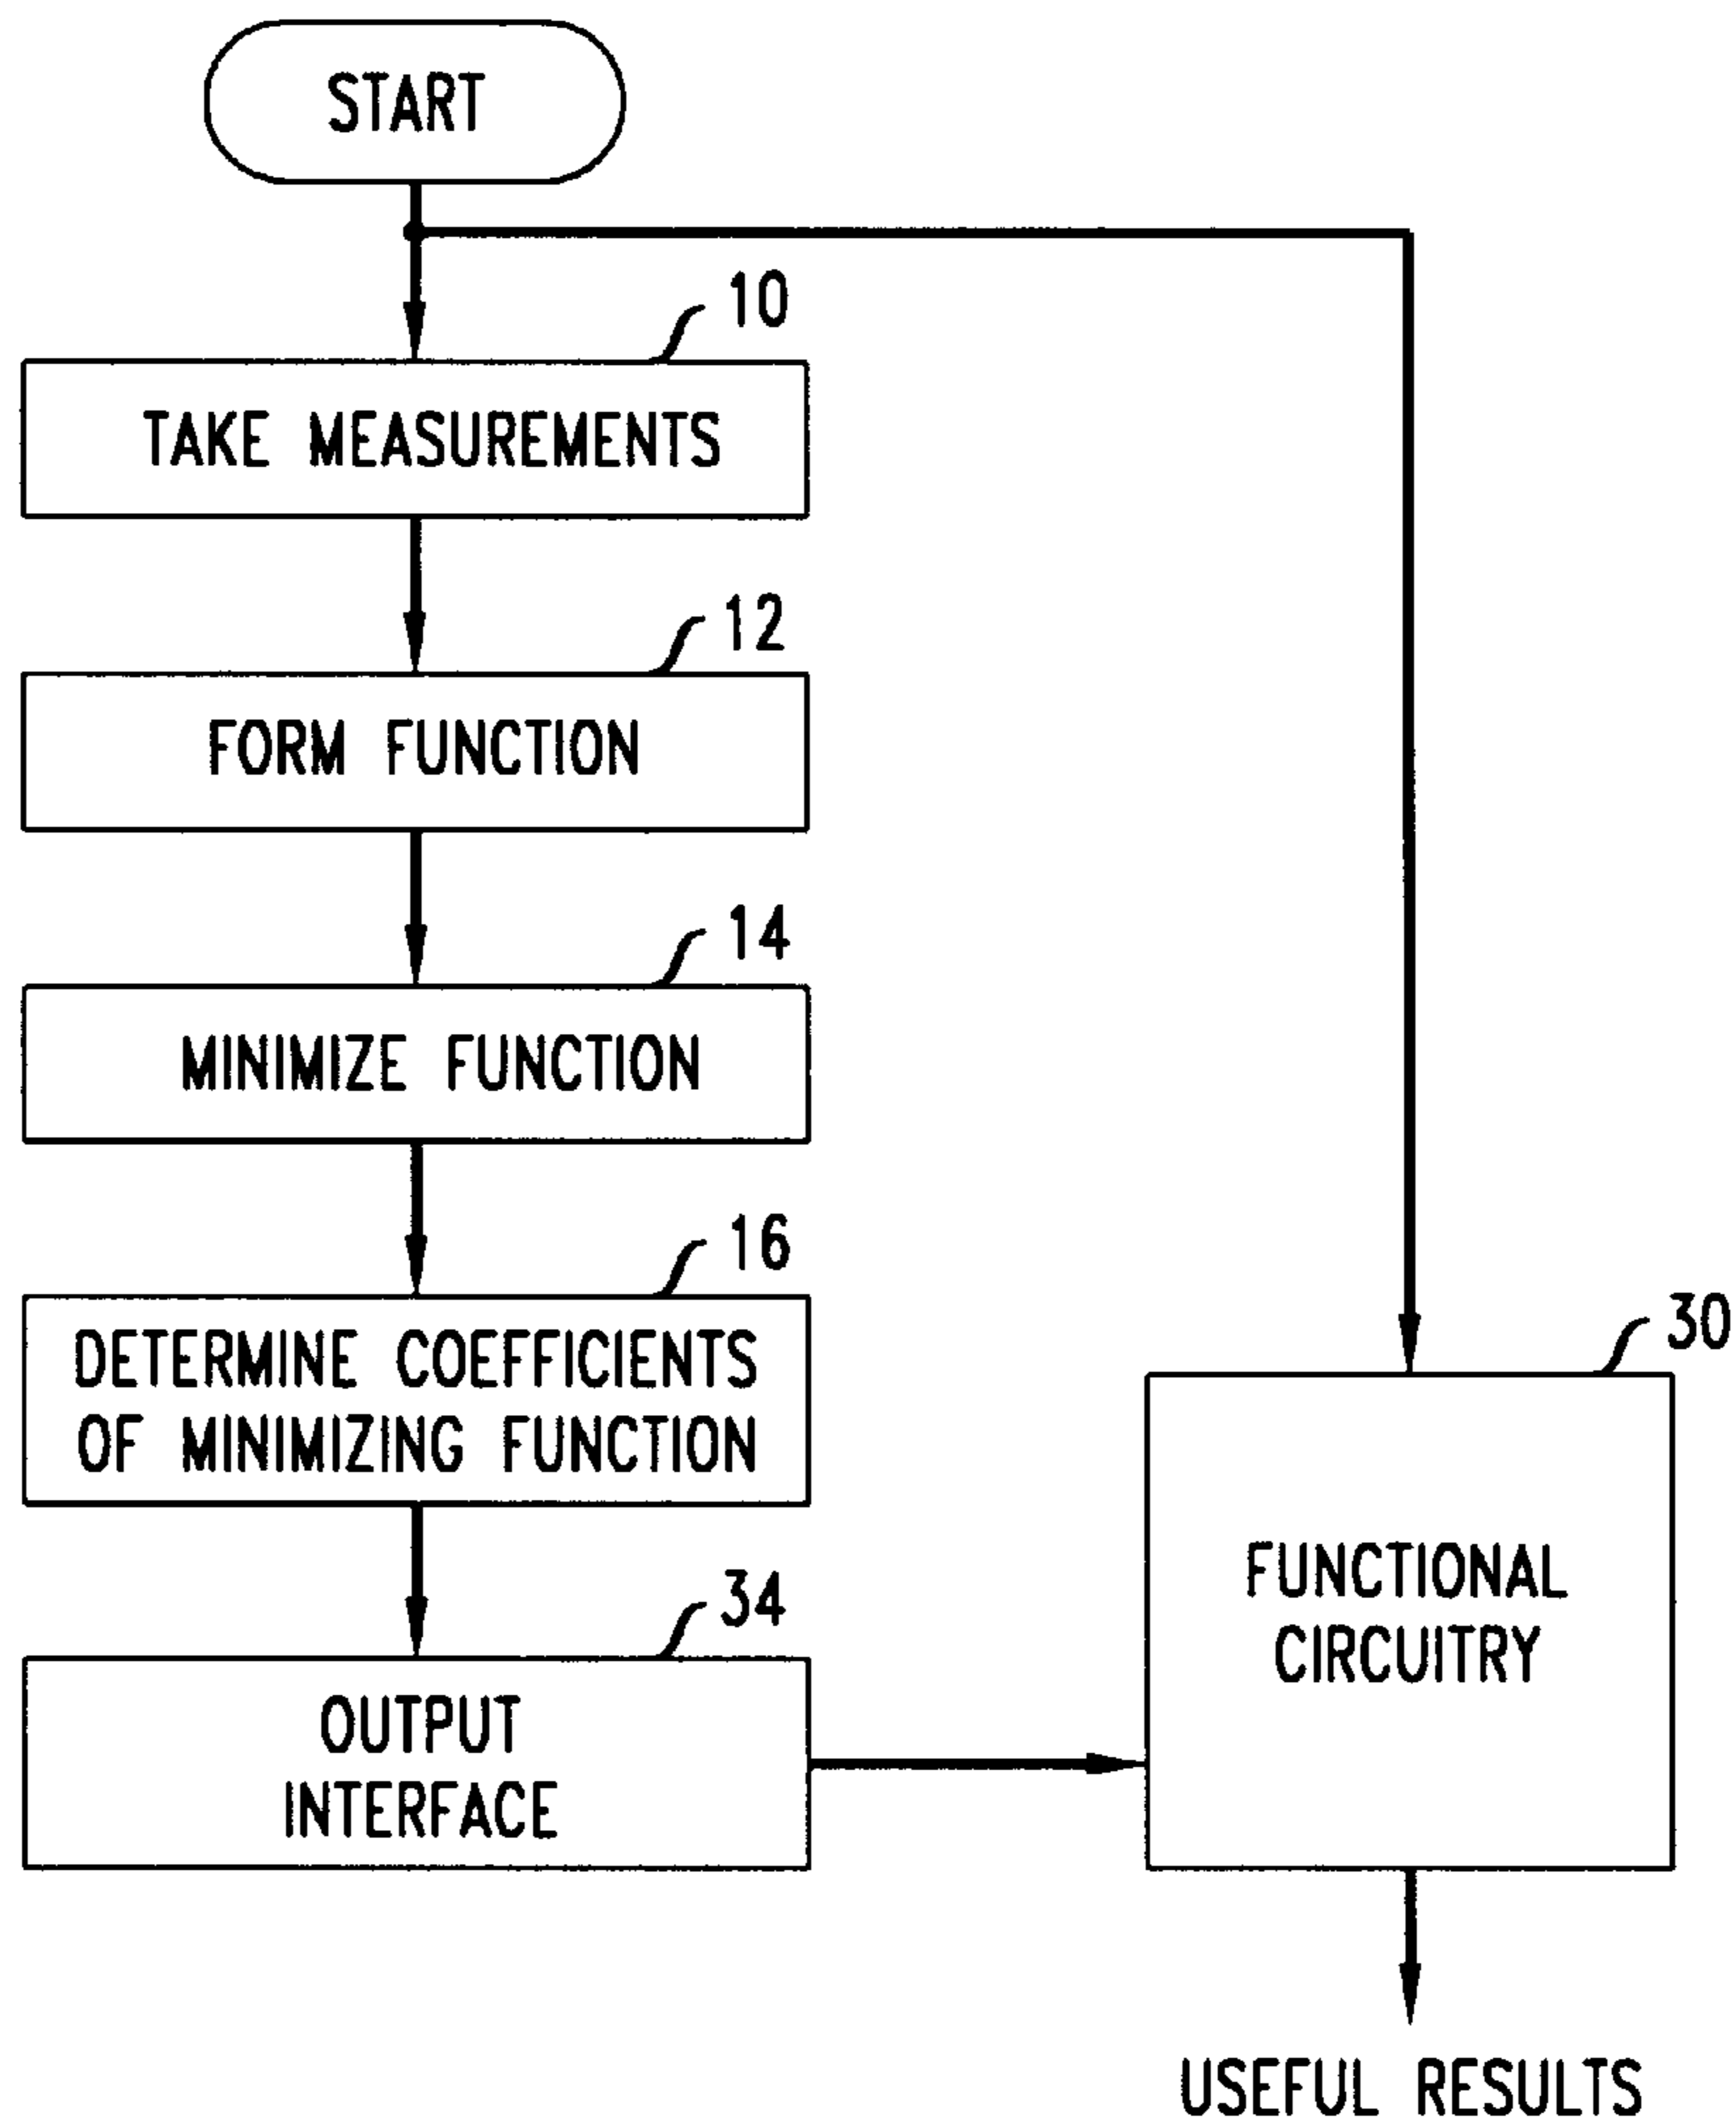 START
10
TAKE MEASUREMENTS
12
FORM FUNCTION
14
MINIMIZE FUNCTION
16
DETERMINE COEFFICIENTS
OF MINIMIZING FUNCTION
34
OUTPUT
INTERFACE
30
FUNCTIONAL
CIRCUITRY
USEFUL RESULTS